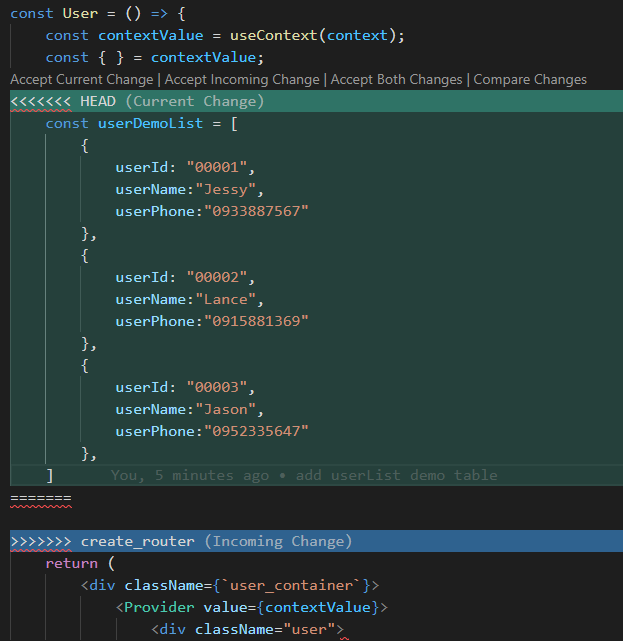 const User = () => {
    const contextValue = useContext(context);
    const { } = contextValue;
Accept Current Change | Accept Incoming Change | Accept Both Changes | Compare Changes
<<<<<<< HEAD (Current Change)
    const userDemoList = [
        {
            userId: "00001",
            userName:"Jessy",
            userPhone:"0933887567"
        },
        {
            userId: "00002",
            userName:"Lance",
            userPhone:"0915881369"
        },
        {
            userId: "00003",
            userName:"Jason",
            userPhone:"0952335647"
        },
    ]      You, 5 minutes ago • add userList demo table
=======
>>>>>>> create_router (Incoming Change)
    return (
        <div className={`user_container`}>
            <Provider value={contextValue}>
                <div className="user">